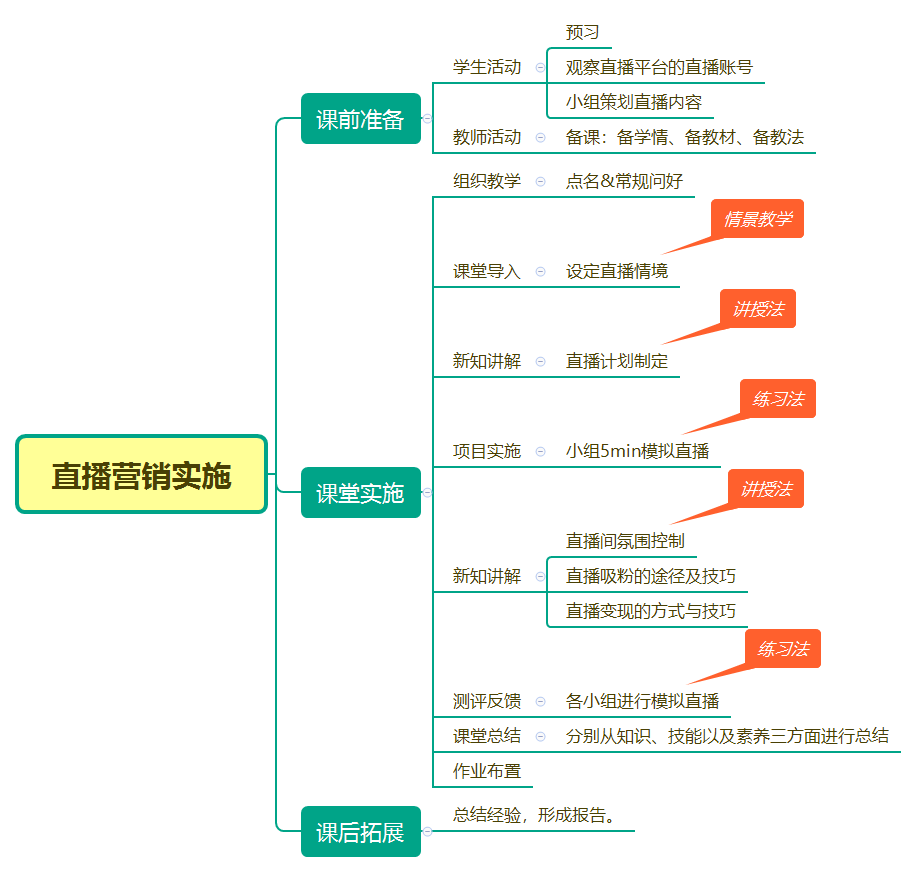 直播营销实施
课前准备
学生活动
预习
观察直播平台的直播账号
小组策划直播内容
教师活动
备课：备学情、备教材、备教法
课堂实施
组织教学
点名&常规问好
课堂导入
设定直播情境
情景教学
新知讲解
直播计划制定
讲授法
项目实施
小组5min模拟直播
练习法
新知讲解
直播间氛围控制
讲授法
直播吸粉的途径及技巧
直播变现的方式与技巧
测评反馈
各小组进行模拟直播
练习法
课堂总结
分别从知识、技能以及素养三方面进行总结
作业布置
课后拓展
总结经验，形成报告。